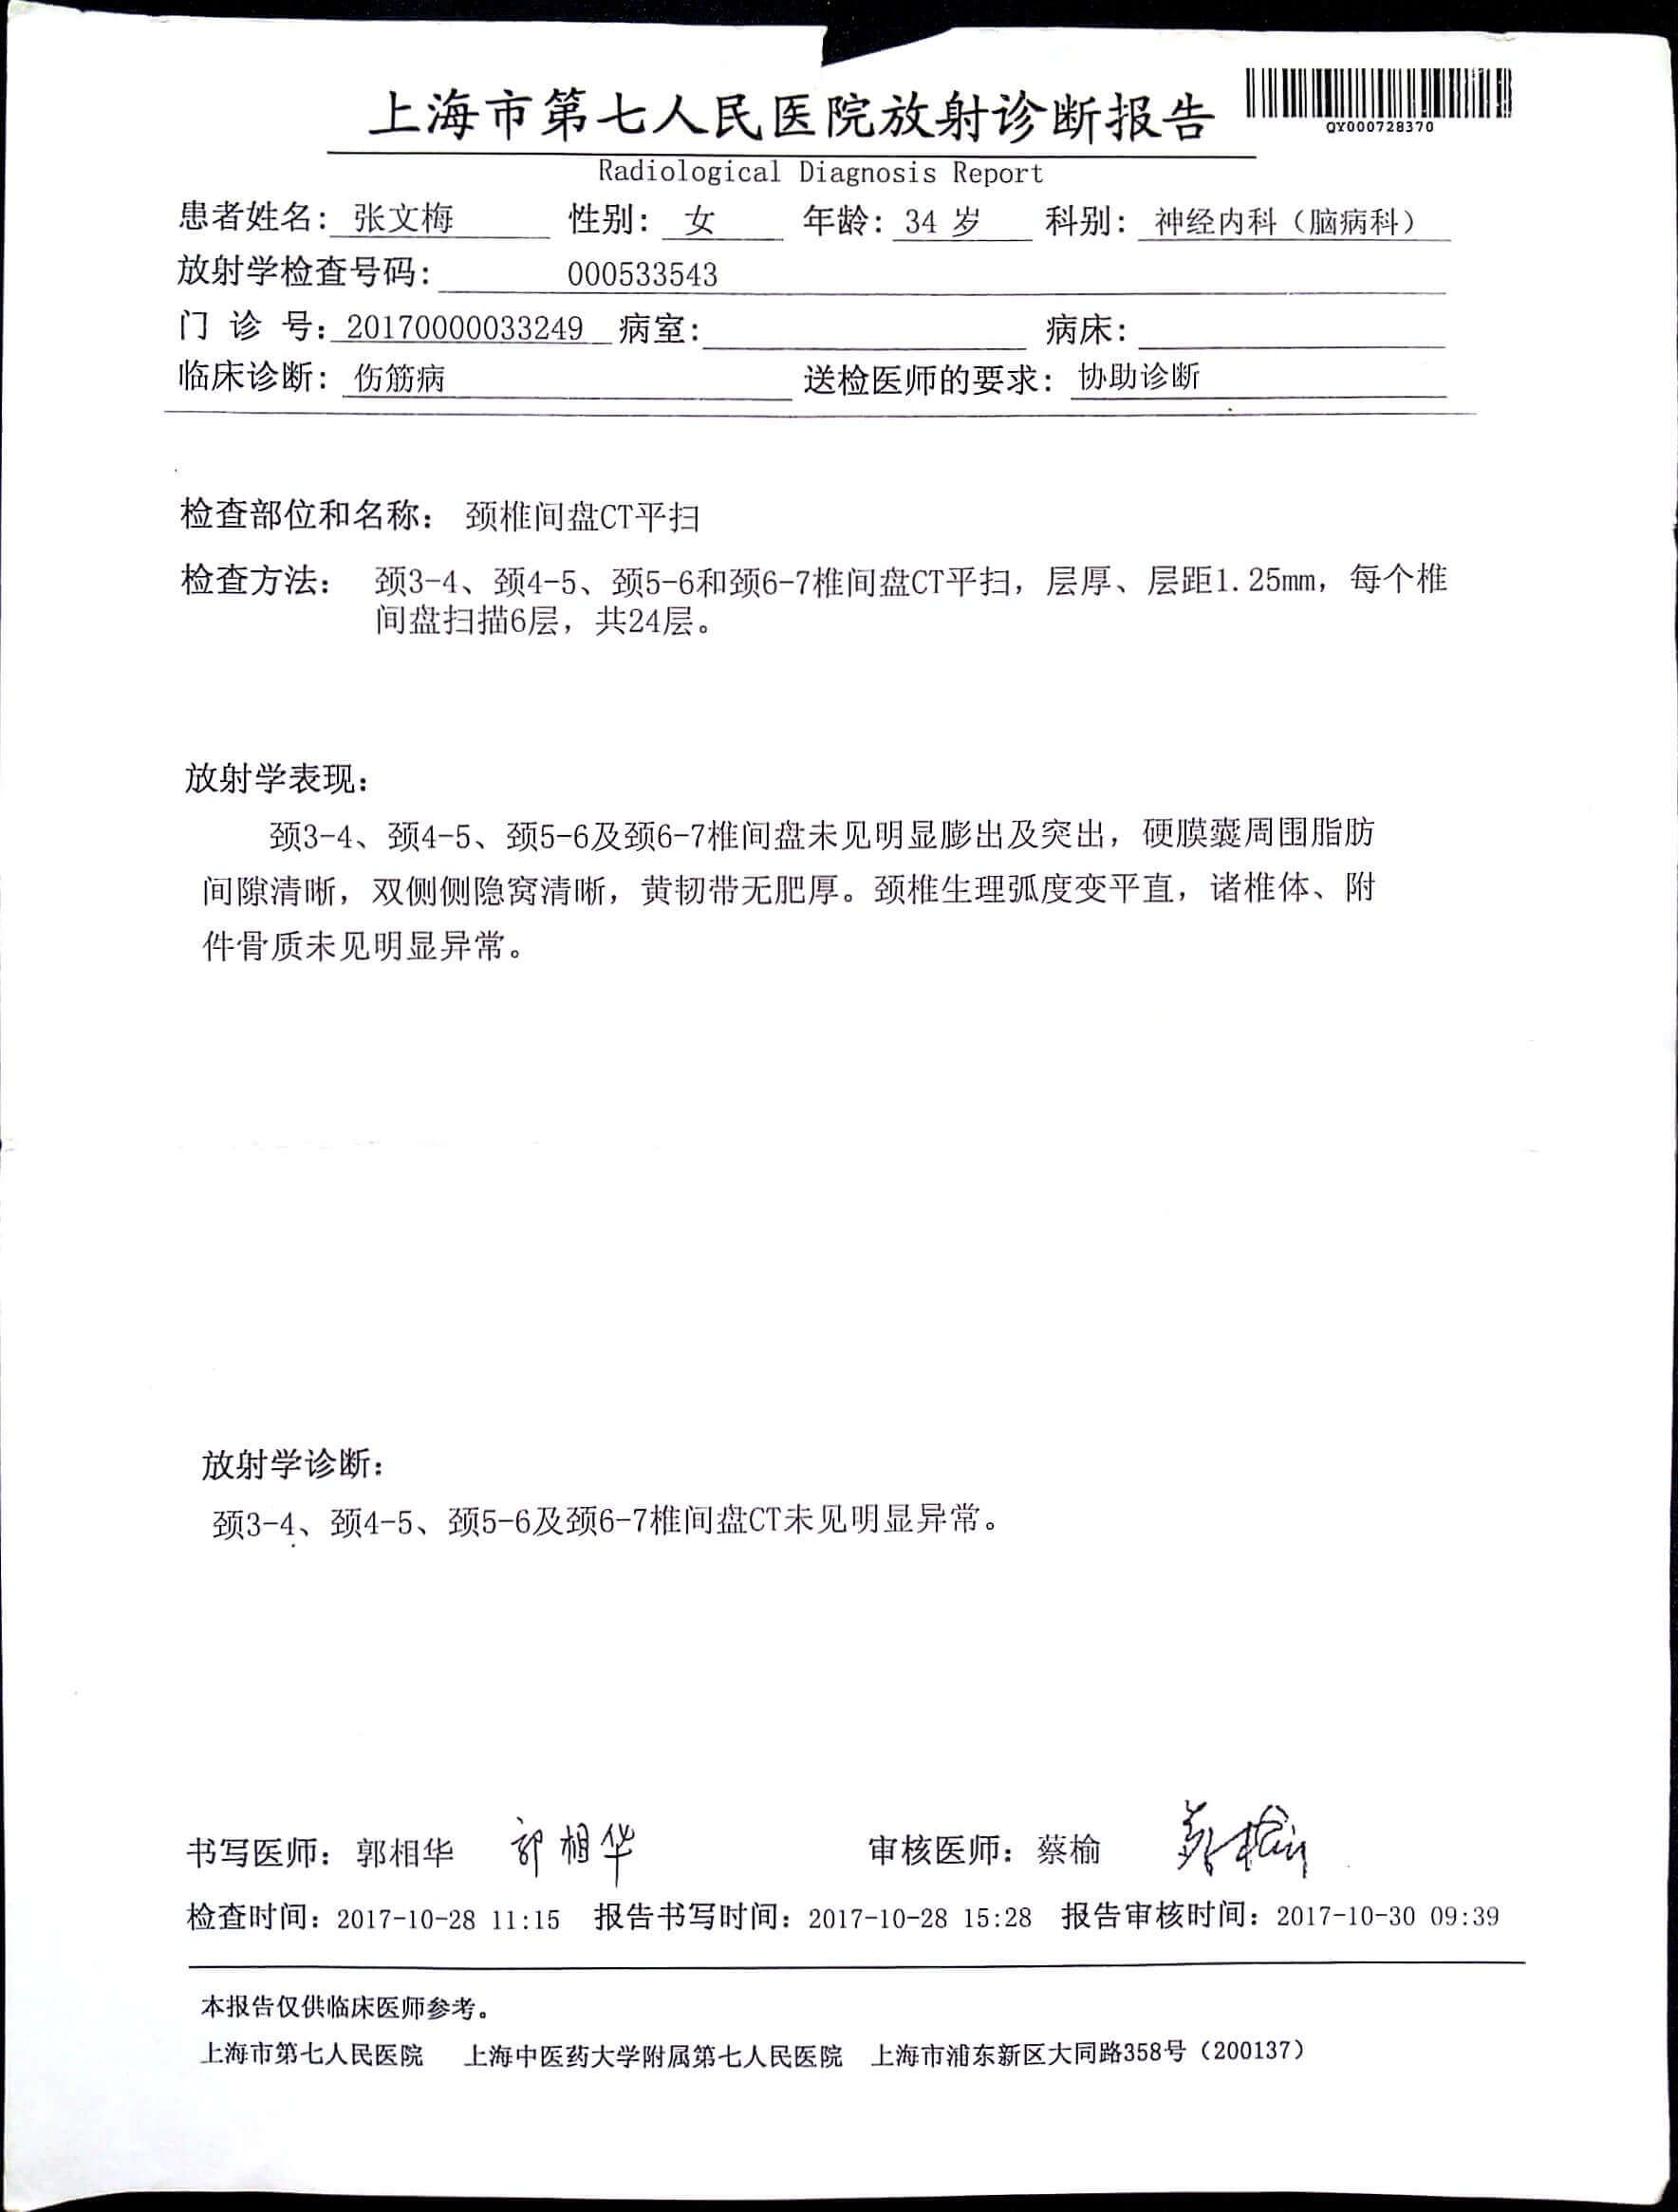 上海市第七人民医院放射诊断报告
QY000728370
Radiological Diagnosis Report
患者姓名: 张文梅 性别: 女 年龄: 34 岁 科别: 神经内科（脑病科）
放射学检查号码: 000533543
门 诊 号: 20170000033249 病室: 病床:
临床诊断: 伤筋病 送检医师的要求: 协助诊断
检查部位和名称: 颈椎间盘CT平扫
检查方法: 颈3-4、颈4-5、颈5-6和颈6-7椎间盘CT平扫，层厚、层距1.25mm，每个椎
间盘扫描6层，共24层。
放射学表现:
颈3-4、颈4-5、颈5-6及颈6-7椎间盘未见明显膨出及突出，硬膜囊周围脂肪
间隙清晰，双侧侧隐窝清晰，黄韧带无肥厚。颈椎生理弧度变平直，诸椎体、附
件骨质未见明显异常。
放射学诊断:
颈3-4、颈4-5、颈5-6及颈6-7椎间盘CT未见明显异常。
书写医师: 郭相华 郭相华 审核医师: 蔡榆 蔡榆
检查时间: 2017-10-28 11:15 报告书写时间: 2017-10-28 15:28 报告审核时间: 2017-10-30 09:39
本报告仅供临床医师参考。
上海市第七人民医院 上海中医药大学附属第七人民医院 上海市浦东新区大同路358号（200137）